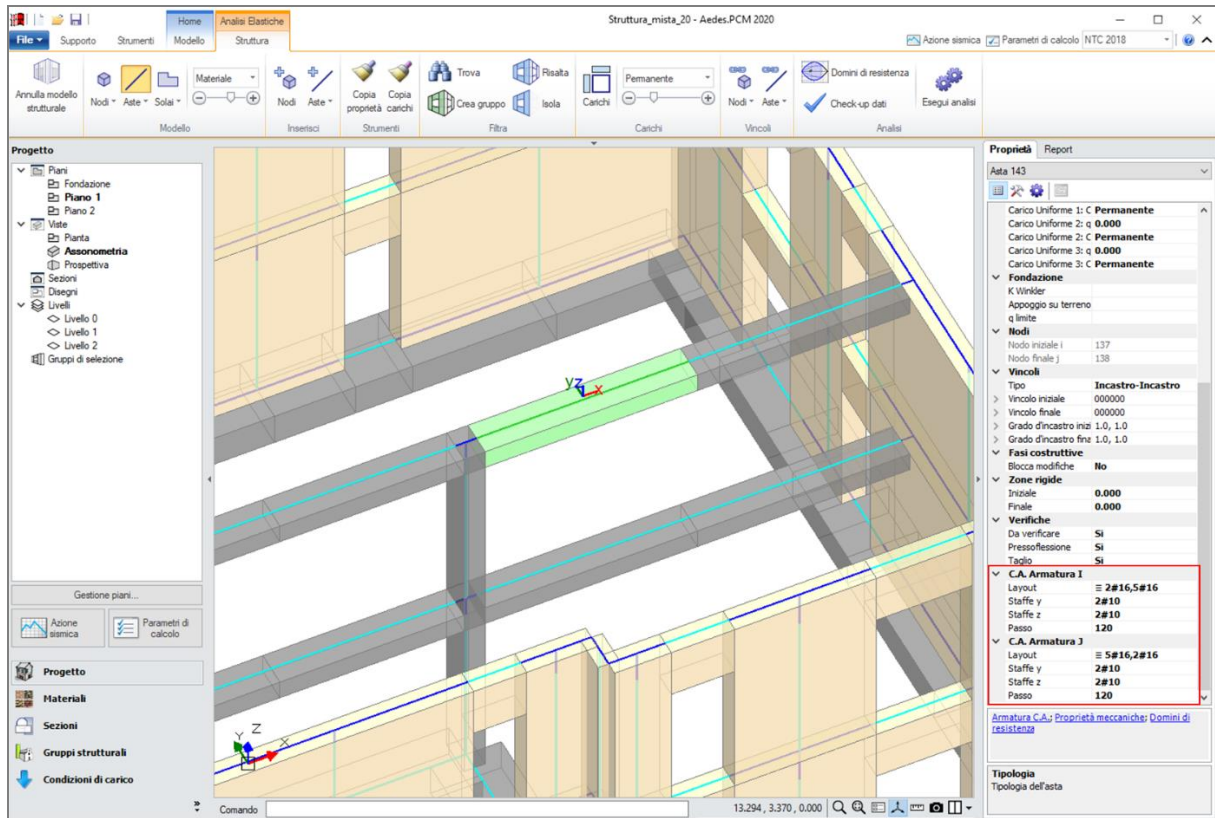 Home
Analisi Elastiche
Struttura_mista_20 - Aedes.PCM 2020
File
Supporto
Strumenti
Modello
Struttura
Azione sismica
Parametri di calcolo
NTC 2018
Annulla modello strutturale
Nodi
Aste
Solai
Materiale
Modello
Nodi
Aste
Inserisci
Copia proprietà
Copia carichi
Strumenti
Trova
Crea gruppo
Risalta
Isola
Filtra
Carichi
Permanente
Carichi
Nodi
Aste
Vincoli
Domini di resistenza
Check-up dati
Esegui analisi
Analisi
Progetto
Piani
Fondazione
Piano 1
Piano 2
Viste
Pianta
Assonometria
Prospettiva
Sezioni
Disegni
Livelli
Livello 0
Livello 1
Livello 2
Gruppi di selezione
Gestione piani...
Azione sismica
Parametri di calcolo
Progetto
Materiali
Sezioni
Gruppi strutturali
Condizioni di carico
y z x
Y Z X
Comando
13.294 , 3.370 , 0.000
Proprietà
Report
Asta 143
Carico Uniforme 1: C Permanente
Carico Uniforme 2: q 0.000
Carico Uniforme 2: C Permanente
Carico Uniforme 3: q 0.000
Carico Uniforme 3: C Permanente
Fondazione
K Winkler
Appoggio su terreno
q limite
Nodi
Nodo iniziale i 137
Nodo finale j 138
Vincoli
Tipo Incastro-Incastro
Vincolo iniziale 000000
Vincolo finale 000000
Grado d'incastro inizi 1.0, 1.0
Grado d'incastro fina 1.0, 1.0
Fasi costruttive
Blocca modifiche No
Zone rigide
Iniziale 0.000
Finale 0.000
Verifiche
Da verificare Si
Pressoflessione Si
Taglio Si
C.A. Armatura I
Layout ≡ 2#16,5#16
Staffe y 2#10
Staffe z 2#10
Passo 120
C.A. Armatura J
Layout ≡ 5#16,2#16
Staffe y 2#10
Staffe z 2#10
Passo 120
Armatura C.A.; Proprietà meccaniche; Domini di
resistenza
Tipologia
Tipologia dell'asta